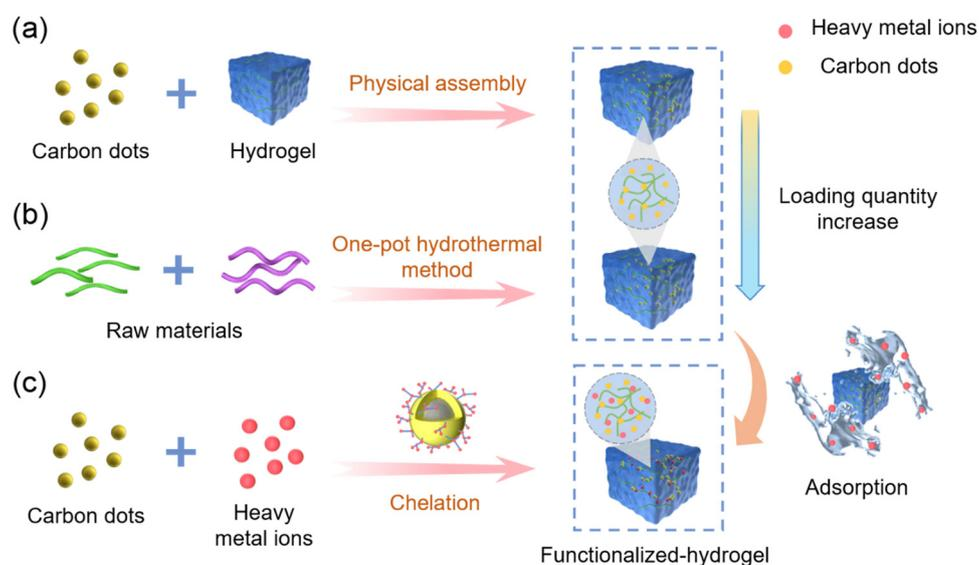 (a)
Carbon dots
Hydrogel
Physical assembly
Heavy metal ions
Carbon dots
Loading quantity
increase
(b)
Raw materials
One-pot hydrothermal
method
(c)
Carbon dots
Heavy
metal ions
Chelation
Functionalized-hydrogel
Adsorption